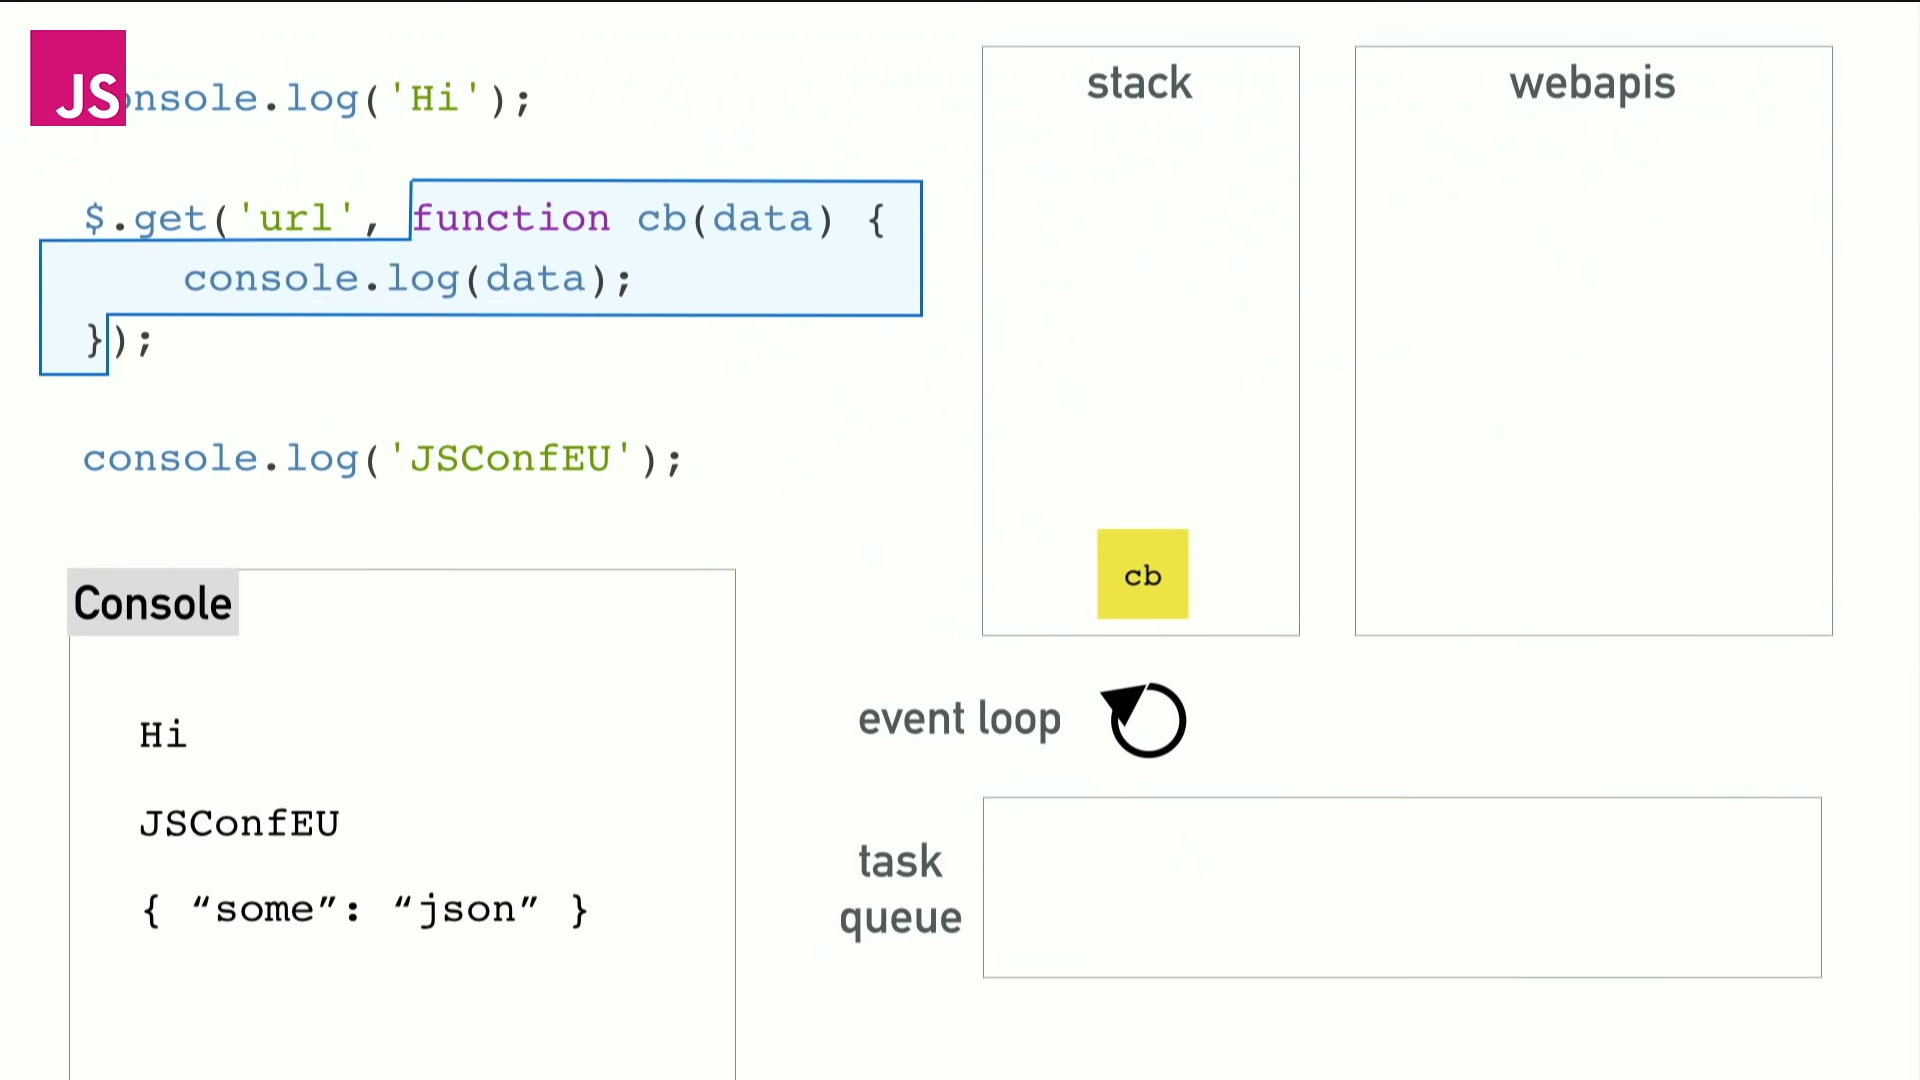 JS
onsole.log('Hi');
$.get('url', function cb(data) {
console.log(data);
});
console.log('JSConfEU');
Console
Hi
JSConfEU
{ “some”: “json” }
stack
cb
webapis
event loop
task
queue